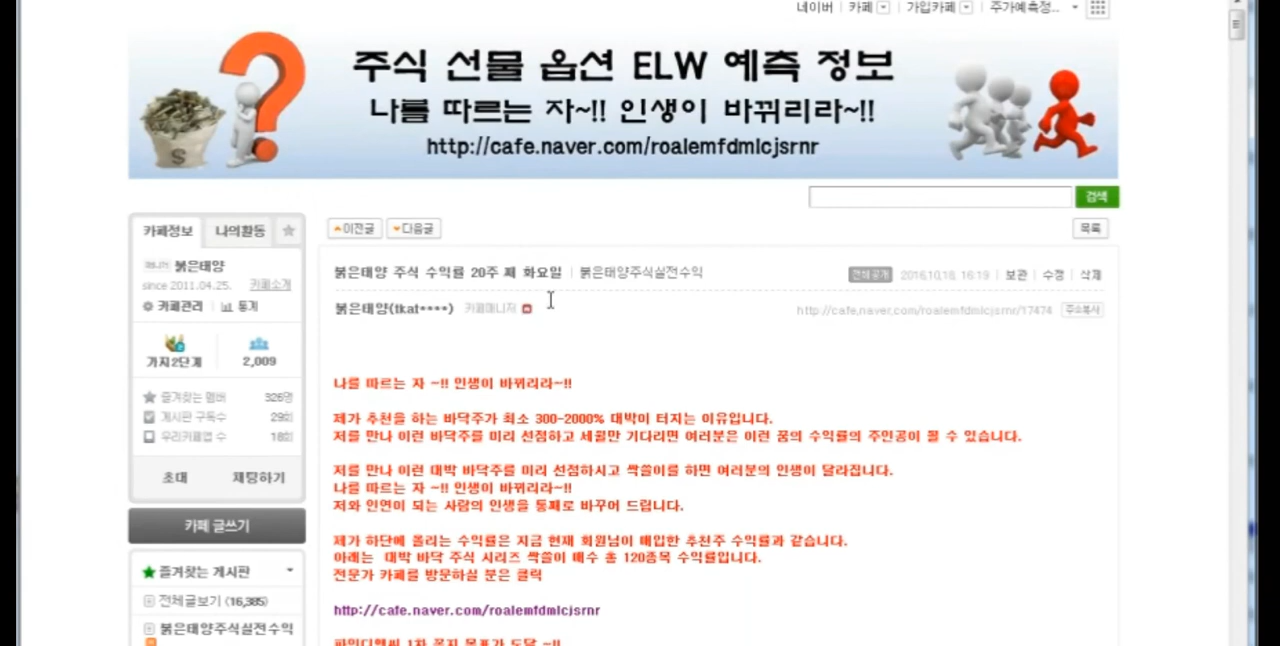 네이버 카페 가입카페 주가예측정...
주식 선물 옵션 ELW 예측 정보
나를 따르는 자~!! 인생이 바뀌리라~!!
http://cafe.naver.com/roalemfdmlcjsrnr
검색
카페정보 나의활동
이전글 다음글 목록
붉은태양
since 2011.04.25. 카페소개
카페관리 통계
가지2단계 2,009
즐겨찾는 멤버 326명
게시판 구독수 29회
우리카페앱 수 18회
초대 채팅하기
카페 글쓰기
즐겨찾는 게시판
전체글보기 (16,385)
붉은태양주식실전수익
붉은태양 주식 수익률 20주 째 화요일 | 붉은태양주식실전수익
전체공개 2016.10.18. 16:19 보관 수정 삭제
붉은태양(tkat****) 카페매니저
http://cafe.naver.com/roalemfdmlcjsrnr/17474 주소복사
나를 따르는 자 ~!! 인생이 바뀌리라~!!
제가 추천을 하는 바닥주가 최소 300-2000% 대박이 터지는 이유입니다.
저를 만나 이런 바닥주를 미리 선점하고 세월만 기다리면 여러분은 이런 꿈의 수익률의 주인공이 될 수 있습니다.
저를 만나 이런 대박 바닥주를 미리 선점하시고 싹쓸이를 하면 여러분의 인생이 달라집니다.
나를 따르는 자 ~!! 인생이 바뀌리라~!!
저와 인연이 되는 사람의 인생을 통째로 바꾸어 드립니다.
제가 하단에 올리는 수익률은 지금 현재 회원님이 매입한 추천주 수익률과 같습니다.
아래는 대박 바닥 주식 시리즈 싹쓸이 매수 총 120종목 수익률입니다.
전문가 카페를 방문하실 분은 클릭
http://cafe.naver.com/roalemfdmlcjsrnr